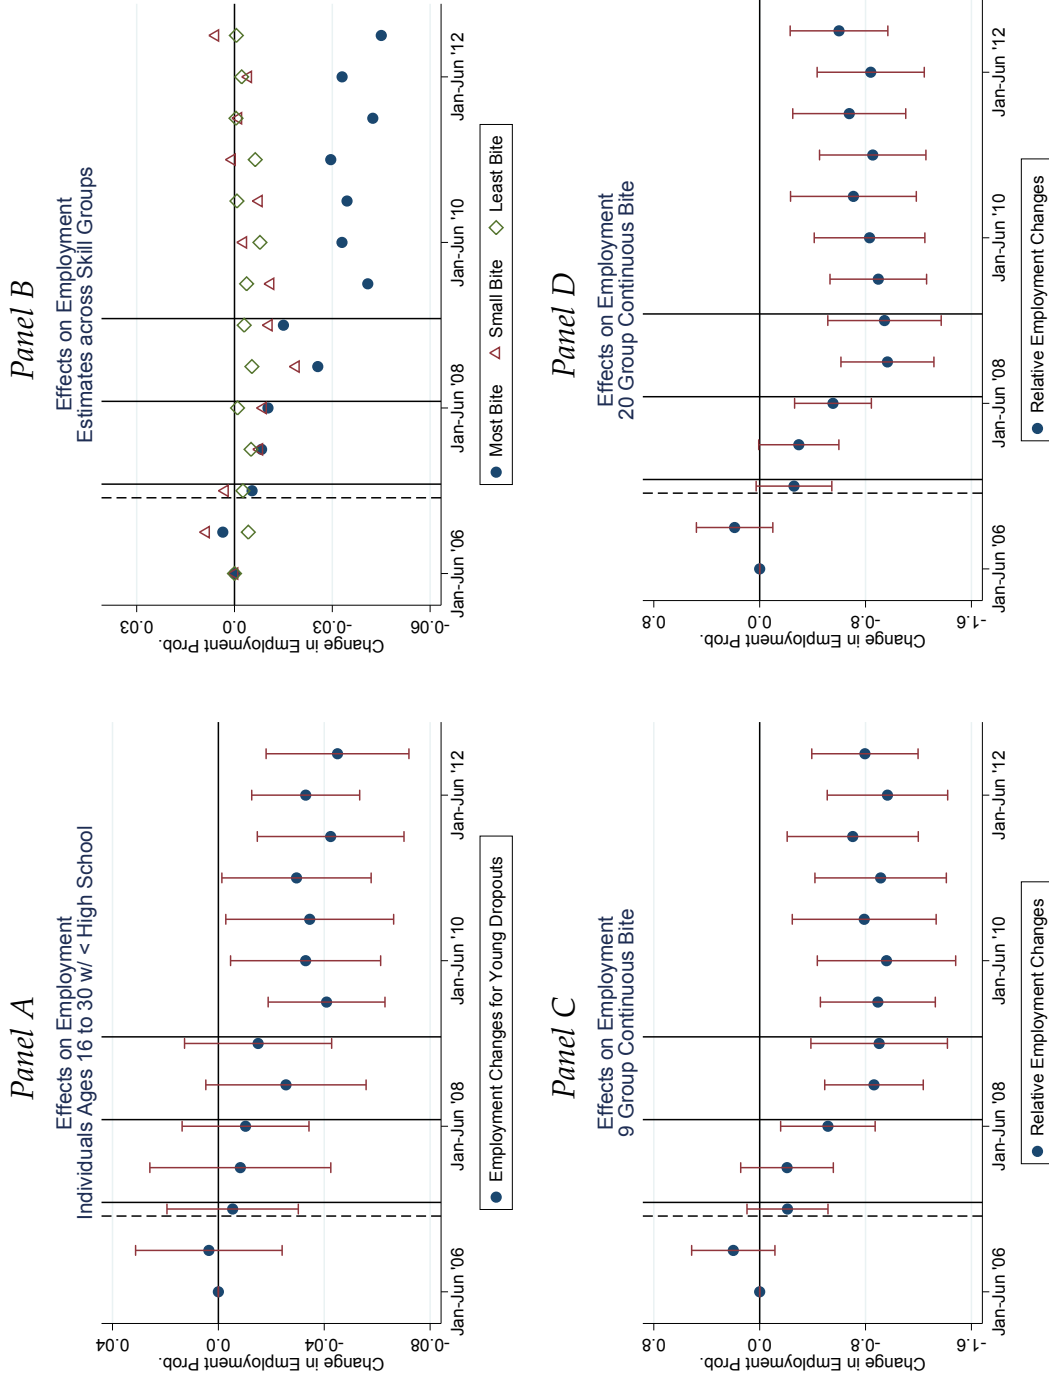 Panel A
Effects on Employment
Individuals Ages 16 to 30 w/ < High School
Change in Employment Prob.
0.04
0.0
-0.04
-0.08
Jan-Jun '06
Jan-Jun '08
Jan-Jun '10
Jan-Jun '12
Employment Changes for Young Dropouts
Panel B
Effects on Employment
Estimates across Skill Groups
Change in Employment Prob.
0.03
0.0
-0.03
-0.06
Jan-Jun '06
Jan-Jun '08
Jan-Jun '10
Jan-Jun '12
Most Bite Small Bite Least Bite
Panel C
Effects on Employment
9 Group Continuous Bite
Change in Employment Prob.
0.8
0.0
-0.8
-1.6
Jan-Jun '06
Jan-Jun '08
Jan-Jun '10
Jan-Jun '12
Relative Employment Changes
Panel D
Effects on Employment
20 Group Continuous Bite
Change in Employment Prob.
0.8
0.0
-0.8
-1.6
Jan-Jun '06
Jan-Jun '08
Jan-Jun '10
Jan-Jun '12
Relative Employment Changes